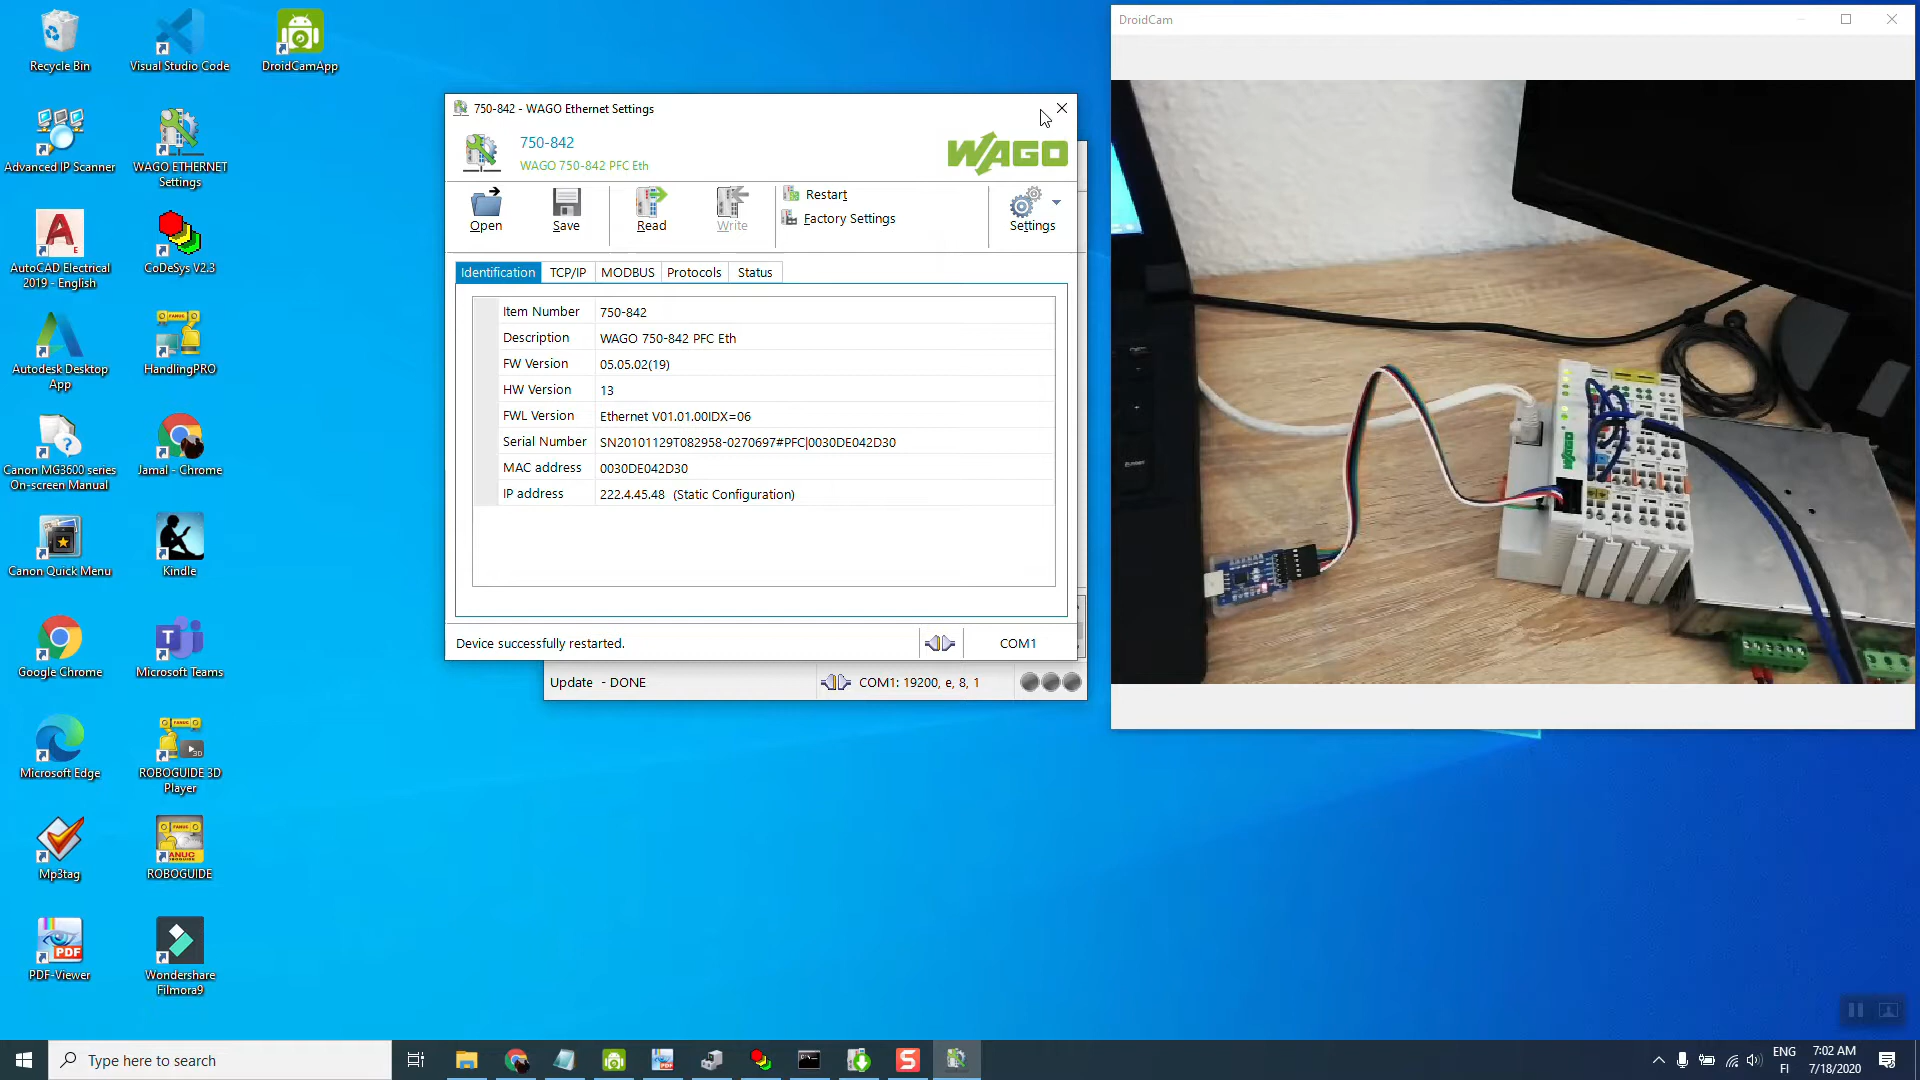 Recycle Bin
Visual Studio Code
DroidCamApp
Advanced IP Scanner
WAGO ETHERNET
Settings
AutoCAD Electrical
2019 - English
CoDeSys V2.3
Autodesk Desktop
App
HandlingPRO
Canon MG3600 series
On-screen Manual
Jamal - Chrome
Canon Quick Menu
Kindle
Google Chrome
Microsoft Teams
Microsoft Edge
ROBOGUIDE 3D
Player
Mp3tag
ROBOGUIDE
PDF-Viewer
Wondershare
Filmora9
750-842 - WAGO Ethernet Settings
750-842
WAGO 750-842 PFC Eth
WAGO
Open
Save
Read
Write
Restart
Factory Settings
Settings
Identification
TCP/IP
MODBUS
Protocols
Status
Item Number 750-842
Description WAGO 750-842 PFC Eth
FW Version 05.05.02(19)
HW Version 13
FWL Version Ethernet V01.01.00IDX=06
Serial Number SN20101129T082958-0270697#PFC|0030DE042D30
MAC address 0030DE042D30
IP address 222.4.45.48 (Static Configuration)
Device successfully restarted.
COM1
Update - DONE
COM1: 19200, e, 8, 1
DroidCam
WAGO
Type here to search
ENG
FI
7:02 AM
7/18/2020